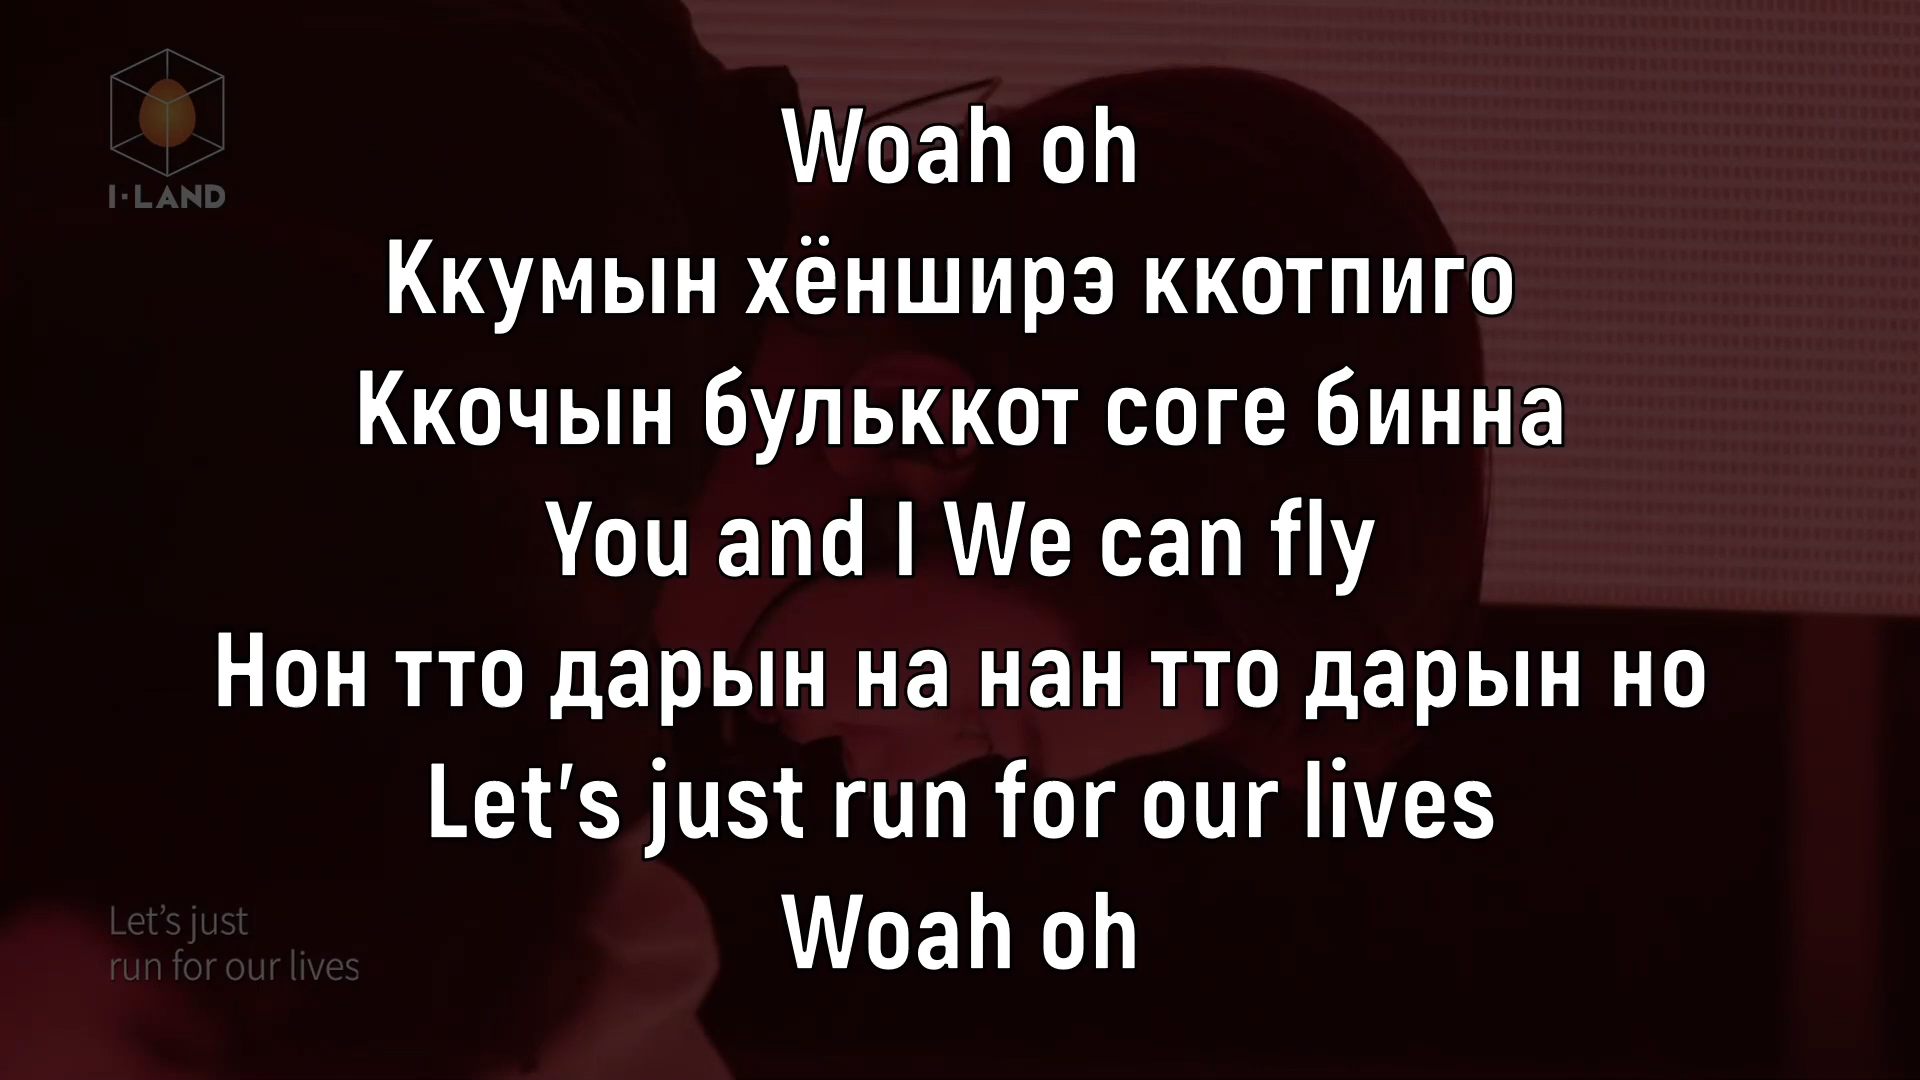 I·LAND
Woah oh
Ккумын хёнширэ ккотпиго
Ккочын бульккот соге бинна
You and I We can fly
Нон тто дарын на нан тто дарын но
Let's just run for our lives
Woah oh
Let's just
run for our lives